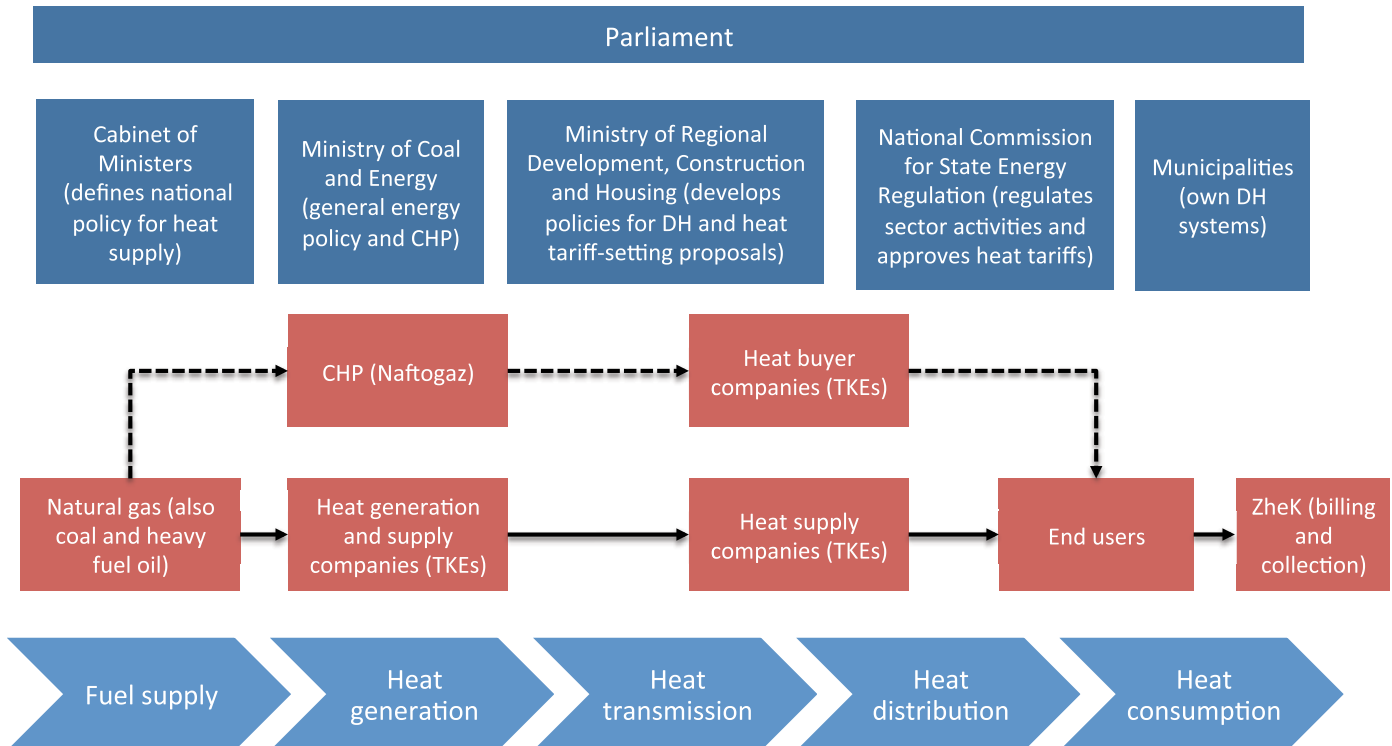 Parliament
Cabinet of
Ministers
(defines national
policy for heat
supply)
Ministry of Coal
and Energy
(general energy
policy and CHP)
Ministry of Regional
Development, Construction
and Housing (develops
policies for DH and heat
tariff-setting proposals)
National Commission
for State Energy
Regulation (regulates
sector activities and
approves heat tariffs)
Municipalities
(own DH
systems)
CHP (Naftogaz)
Heat buyer
companies (TKEs)
Natural gas (also
coal and heavy
fuel oil)
Heat generation
and supply
companies (TKEs)
Heat supply
companies (TKEs)
End users
ZheK (billing
and
collection)
Fuel supply
Heat
generation
Heat
transmission
Heat
distribution
Heat
consumption